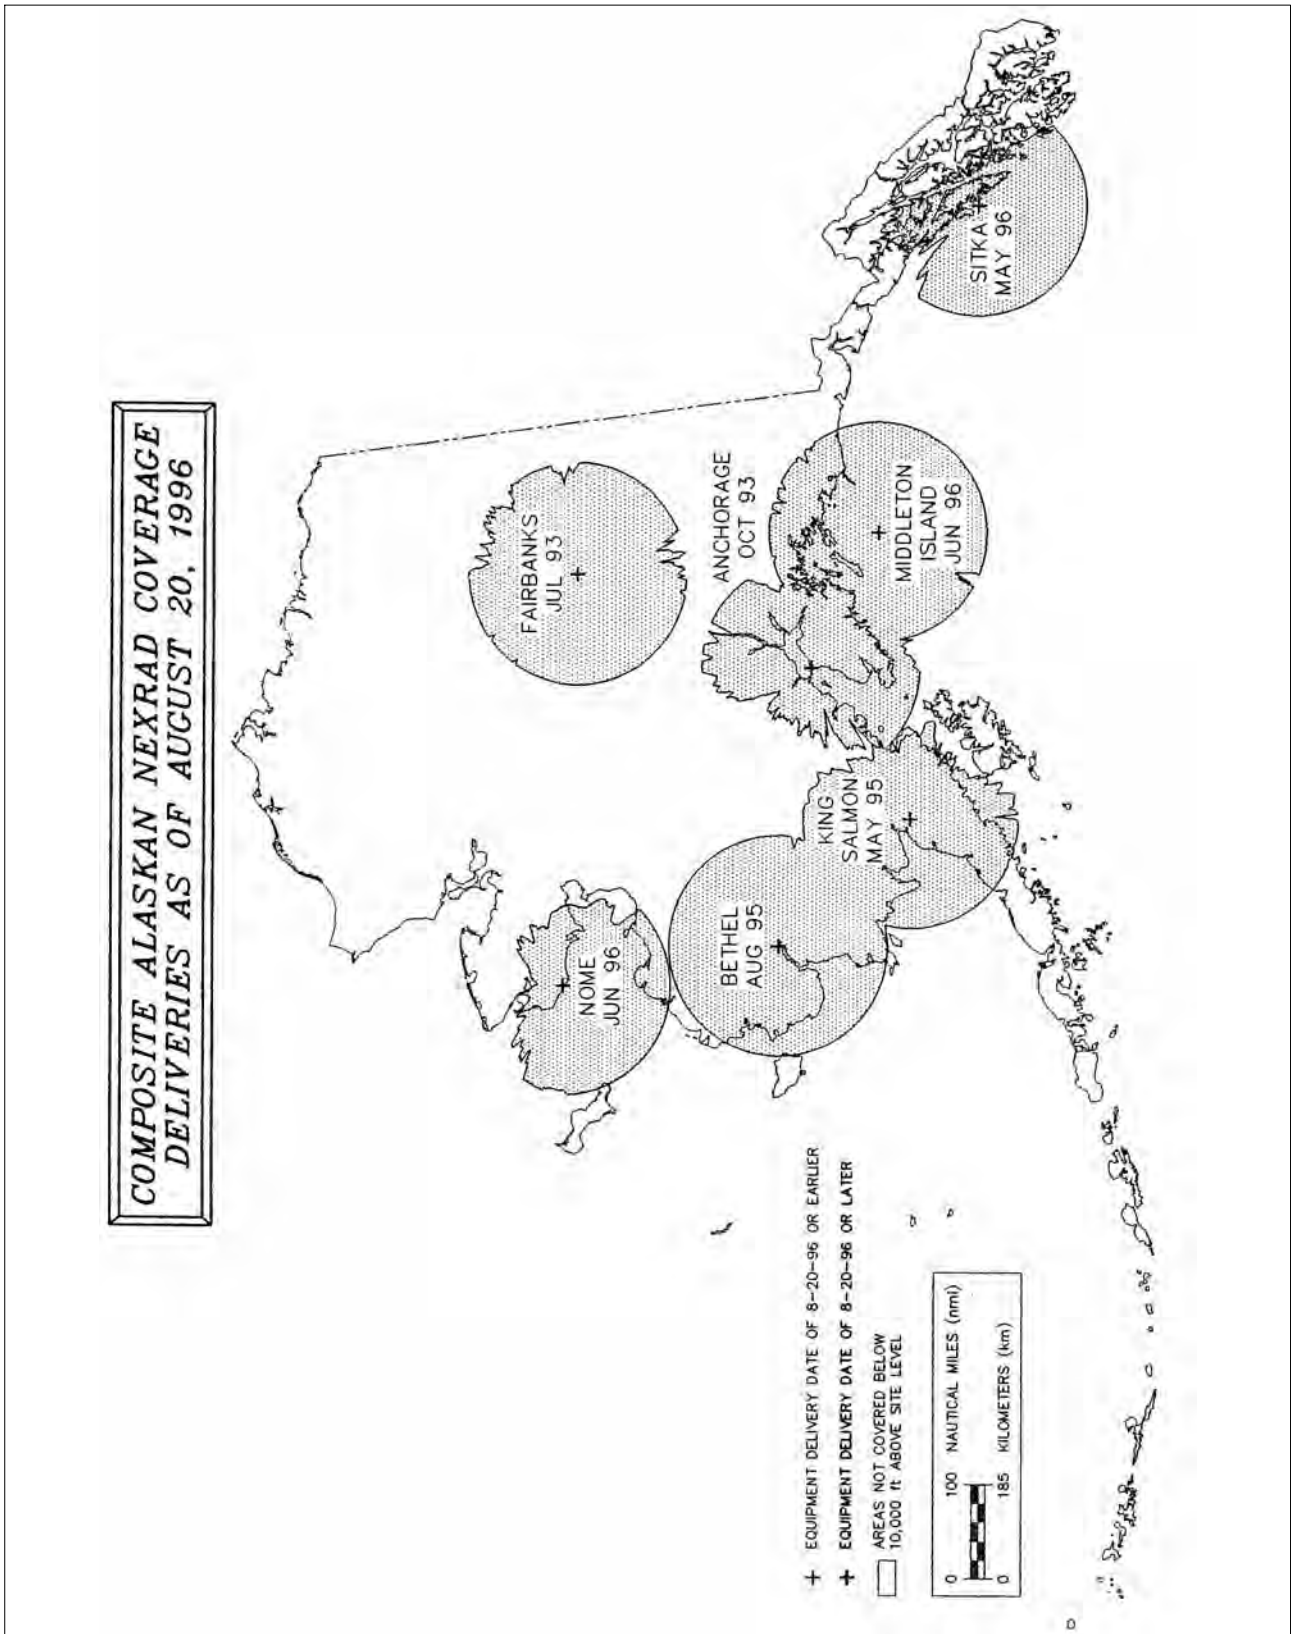 COMPOSITE ALASKAN NEXRAD COVERAGE
DELIVERIES AS OF AUGUST 20, 1996
FAIRBANKS
JUL 93
ANCHORAGE
OCT 93
MIDDLETON
ISLAND
JUN 96
SITKA
MAY 96
NOME
JUN 96
BETHEL
AUG 95
KING
SALMON
MAY 95
+ EQUIPMENT DELIVERY DATE OF 8-20-96 OR EARLIER
+ EQUIPMENT DELIVERY DATE OF 8-20-96 OR LATER
AREAS NOT COVERED BELOW
10,000 ft ABOVE SITE LEVEL
0 100 NAUTICAL MILES (nmi)
0 185 KILOMETERS (km)